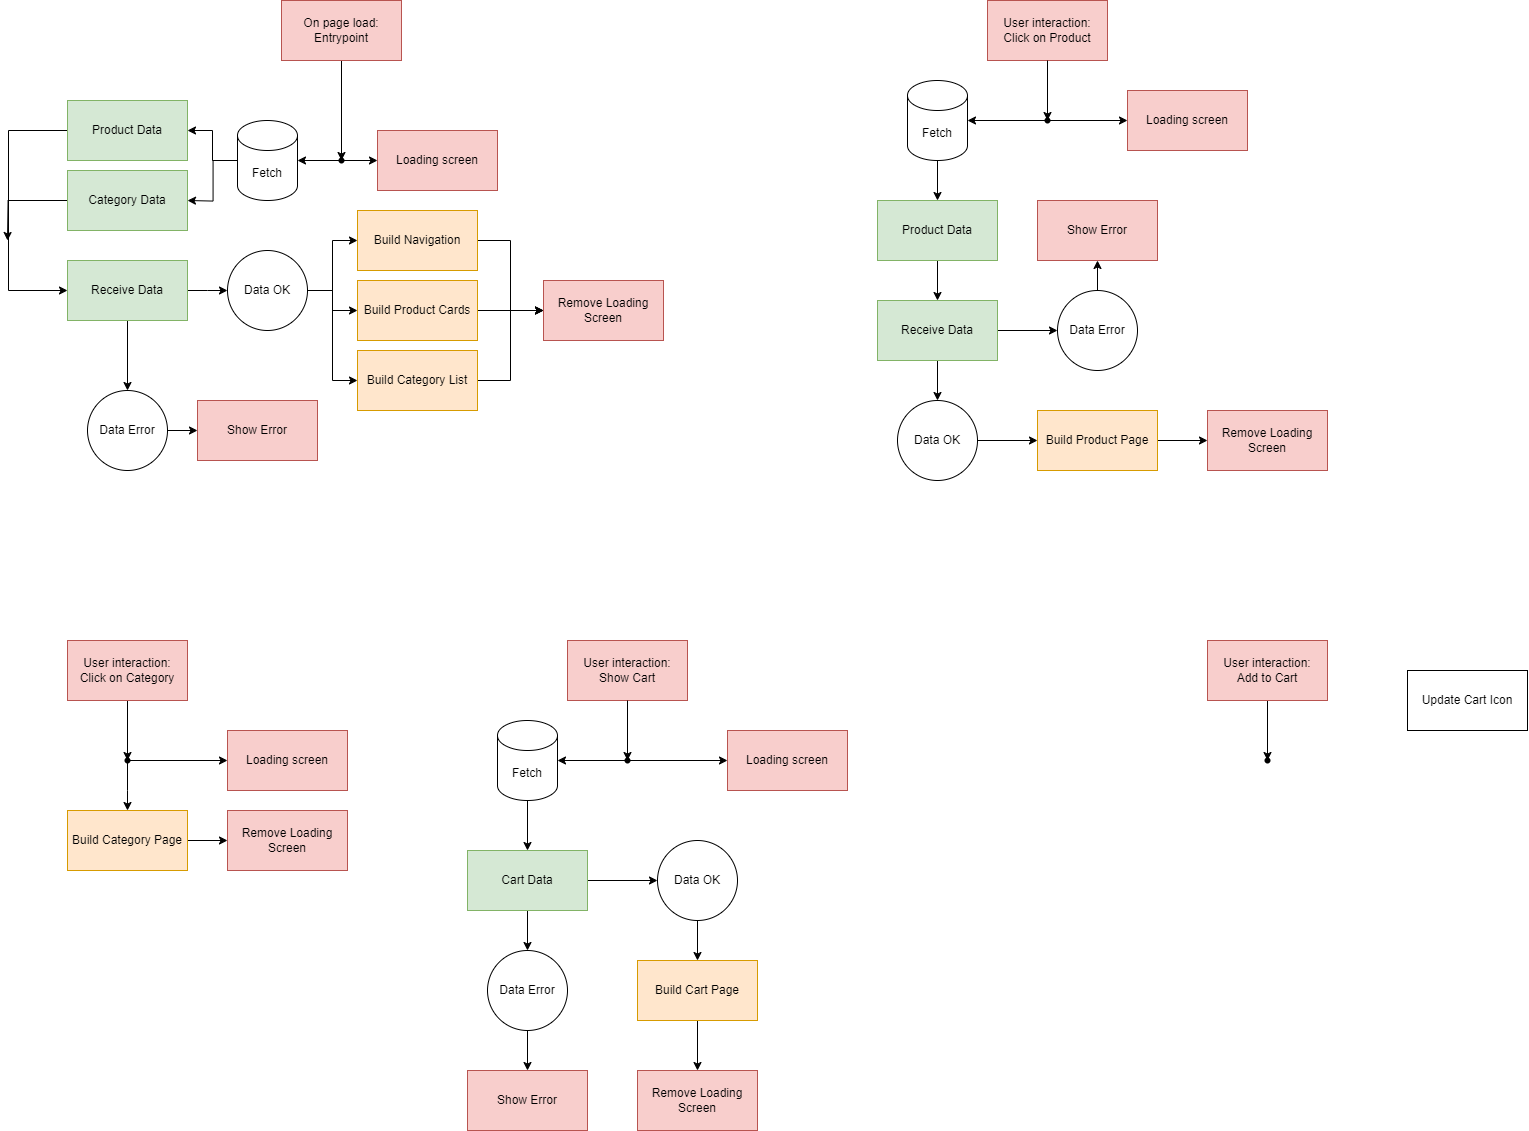 On page load:
Entrypoint
Product Data
Category Data
Fetch
Loading screen
Receive Data
Data OK
Build Navigation
Build Product Cards
Build Category List
Remove Loading
Screen
Data Error
Show Error
User interaction:
Click on Product
Fetch
Loading screen
Product Data
Show Error
Receive Data
Data Error
Data OK
Build Product Page
Remove Loading
Screen
User interaction:
Click on Category
Loading screen
Build Category Page
Remove Loading
Screen
User interaction:
Show Cart
Fetch
Loading screen
Cart Data
Data OK
Data Error
Build Cart Page
Show Error
Remove Loading
Screen
User interaction:
Add to Cart
Update Cart Icon